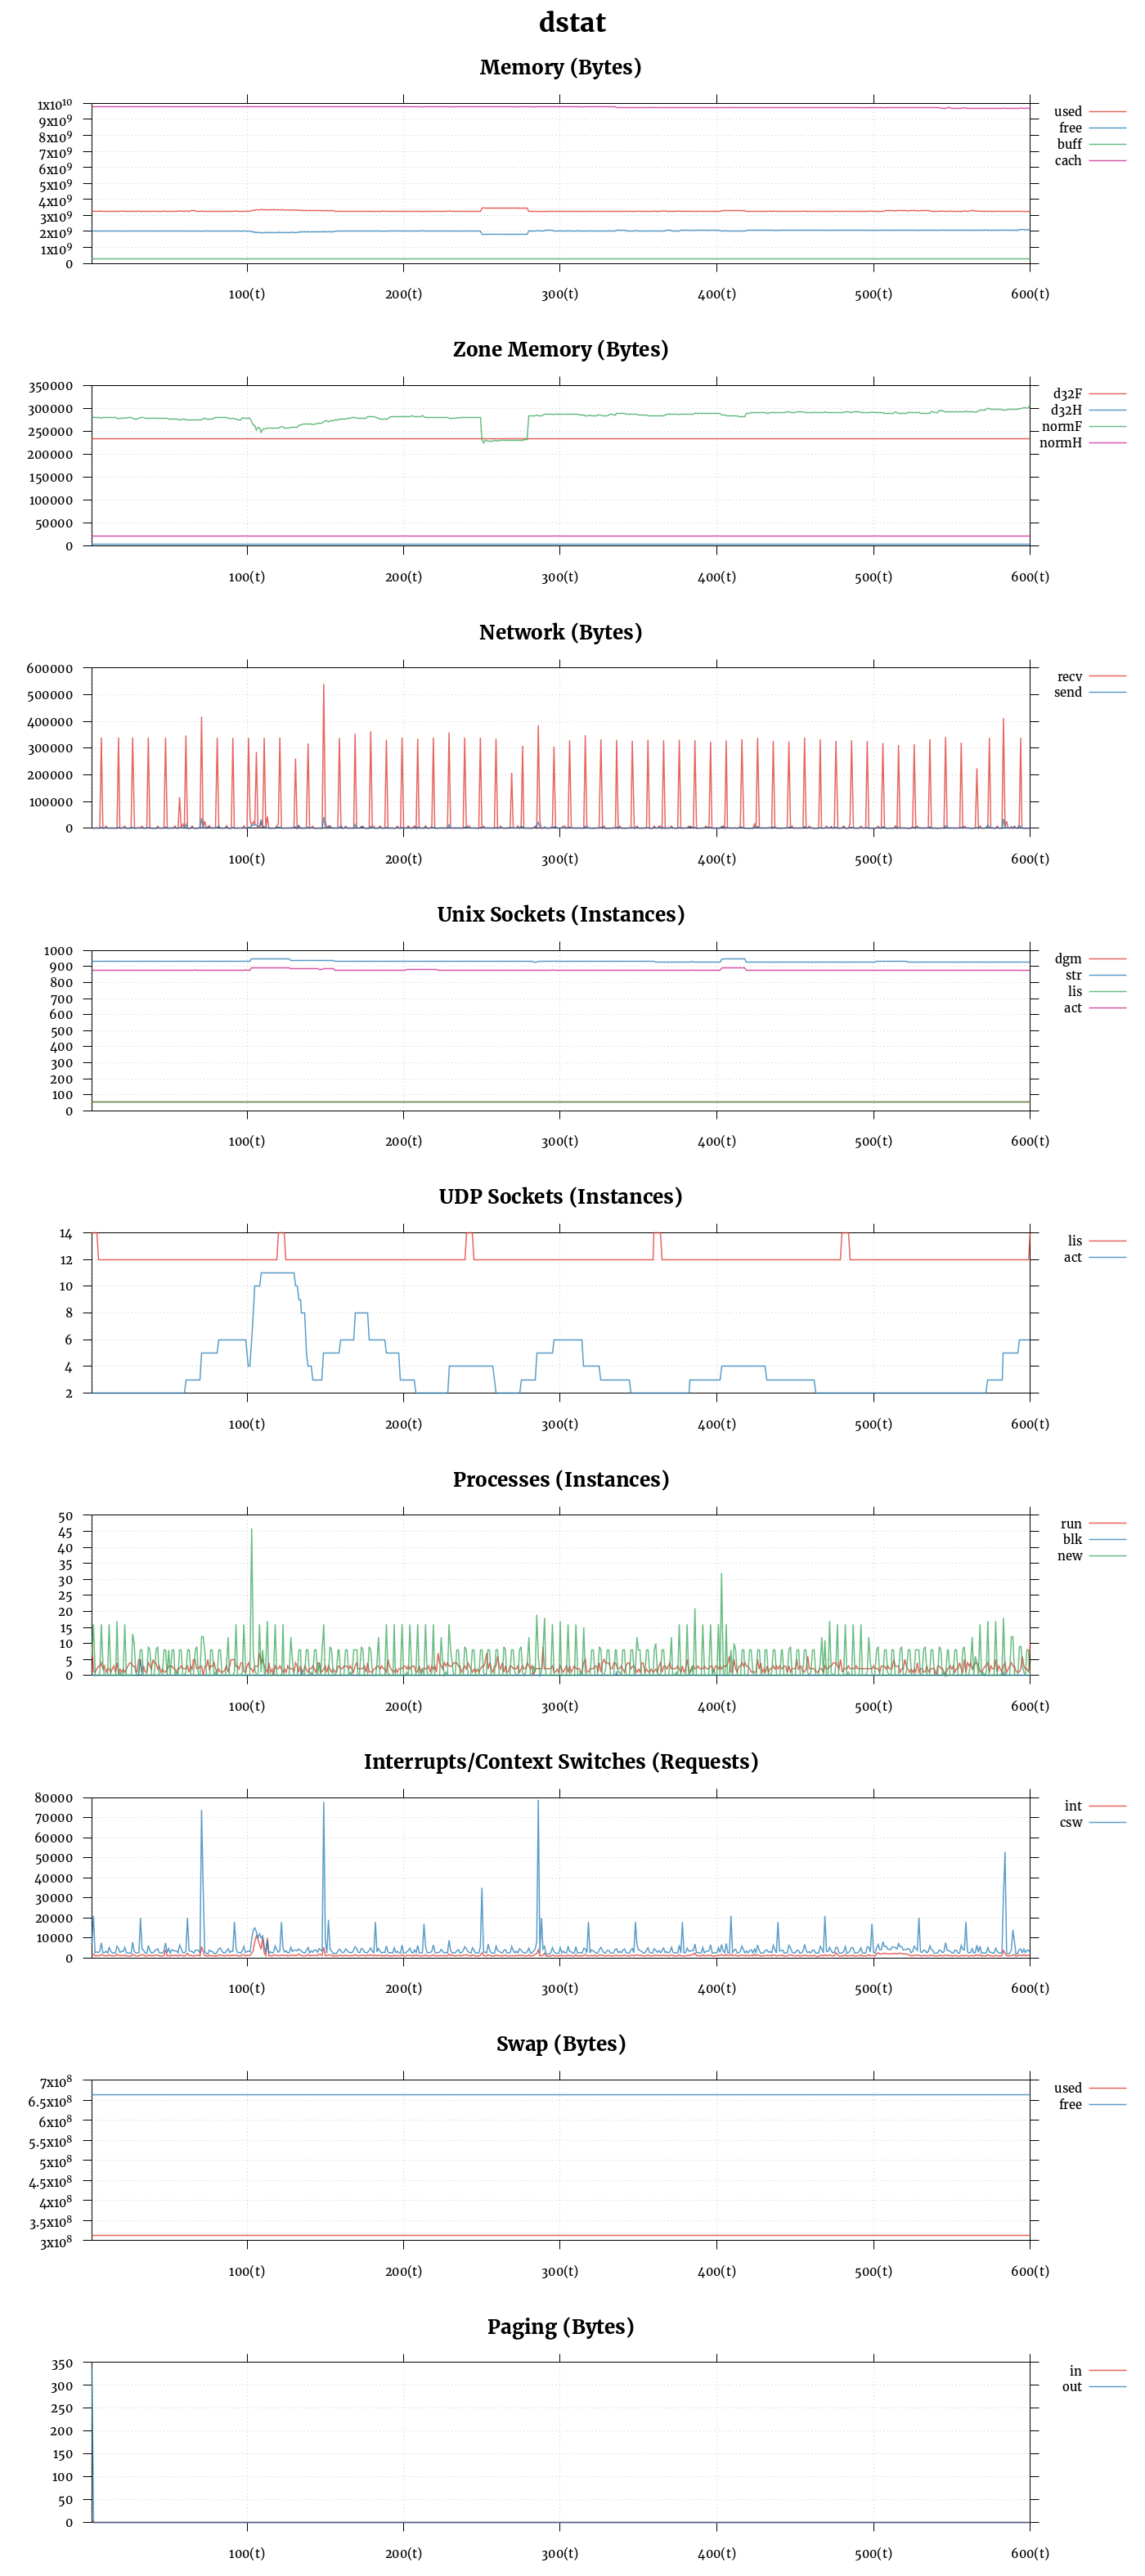 dstat
Memory (Bytes)
1x10^10
9x10^9
8x10^9
7x10^9
6x10^9
5x10^9
4x10^9
3x10^9
2x10^9
1x10^9
0
100(t) 200(t) 300(t) 400(t) 500(t) 600(t)
used
free
buff
cach
Zone Memory (Bytes)
350000
300000
250000
200000
150000
100000
50000
0
100(t) 200(t) 300(t) 400(t) 500(t) 600(t)
d32F
d32H
normF
normH
Network (Bytes)
600000
500000
400000
300000
200000
100000
0
100(t) 200(t) 300(t) 400(t) 500(t) 600(t)
recv
send
Unix Sockets (Instances)
1000
900
800
700
600
500
400
300
200
100
0
100(t) 200(t) 300(t) 400(t) 500(t) 600(t)
dgm
str
lis
act
UDP Sockets (Instances)
14
12
10
8
6
4
2
100(t) 200(t) 300(t) 400(t) 500(t) 600(t)
lis
act
Processes (Instances)
50
45
40
35
30
25
20
15
10
5
0
100(t) 200(t) 300(t) 400(t) 500(t) 600(t)
run
blk
new
Interrupts/Context Switches (Requests)
80000
70000
60000
50000
40000
30000
20000
10000
0
100(t) 200(t) 300(t) 400(t) 500(t) 600(t)
int
csw
Swap (Bytes)
7x10^8
6.5x10^8
6x10^8
5.5x10^8
5x10^8
4.5x10^8
4x10^8
3.5x10^8
3x10^8
100(t) 200(t) 300(t) 400(t) 500(t) 600(t)
used
free
Paging (Bytes)
350
300
250
200
150
100
50
0
100(t) 200(t) 300(t) 400(t) 500(t) 600(t)
in
out